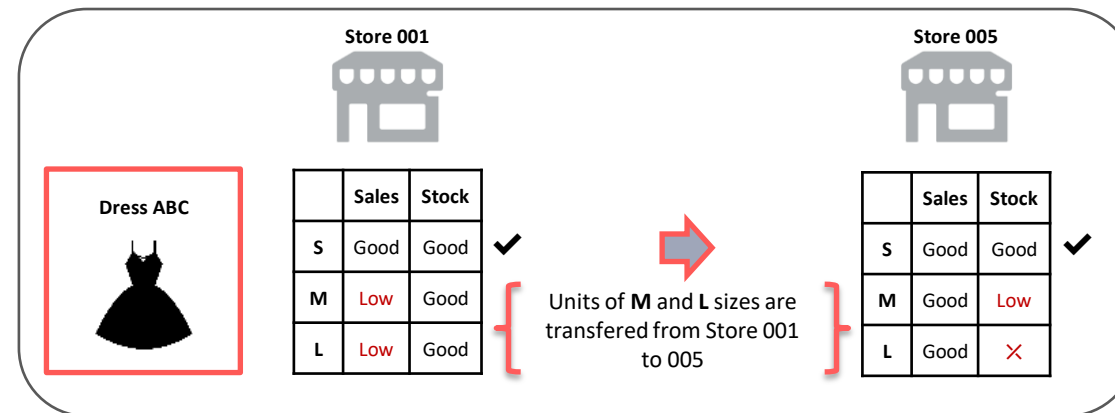 Store 001
Store 005
Dress ABC
Sales Stock
S Good Good
M Low Good
L Low Good
Units of M and L sizes are
transfered from Store 001
to 005
Sales Stock
S Good Good
M Good Low
L Good